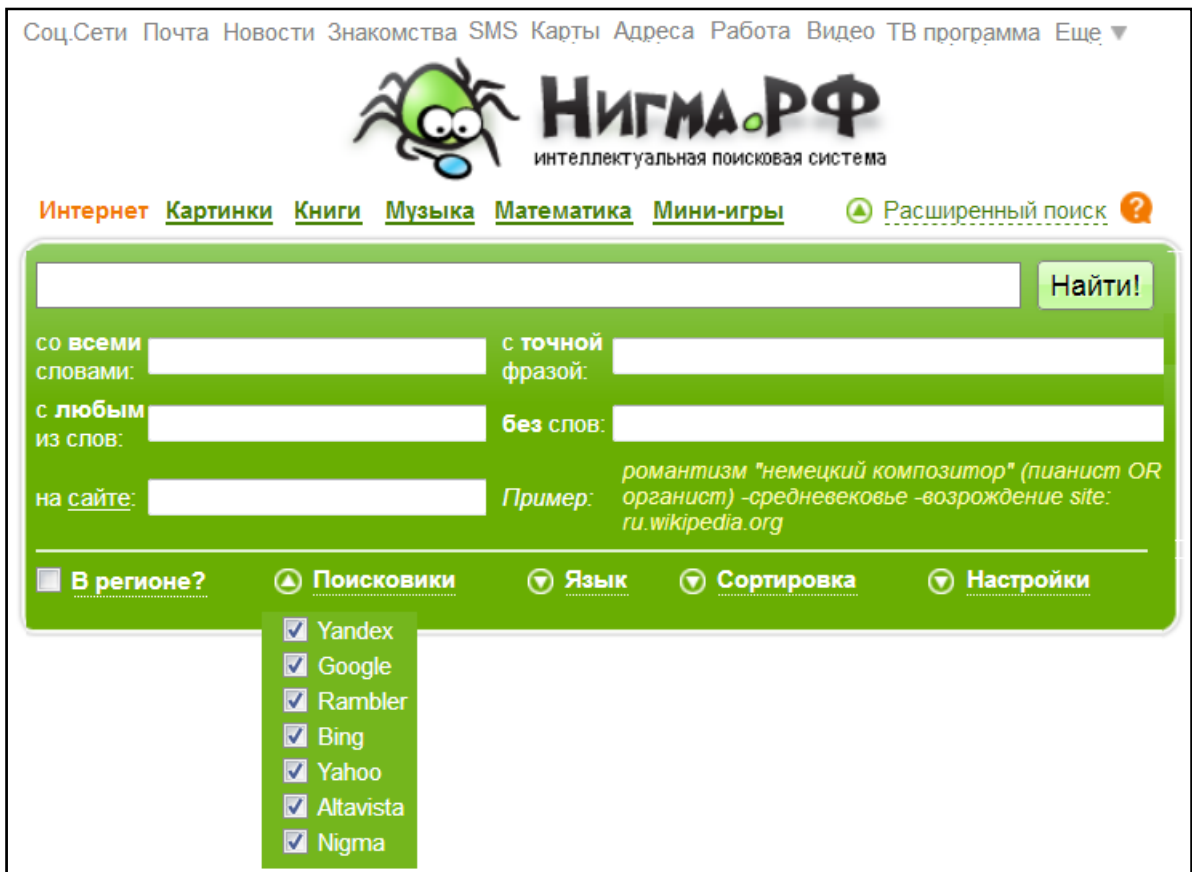 Соц.Сети Почта Новости Знакомства SMS Карты Адреса Работа Видео ТВ программа Еще ▼
Нигма.РФ
интеллектуальная поисковая система
Интернет Картинки Книги Музыка Математика Мини-игры Расширенный поиск ?
Найти!
со всеми словами:
с точной фразой:
с любым из слов:
без слов:
на сайте:
Пример:
романтизм "немецкий композитор" (пианист OR
органист) -средневековье -возрождение site:
ru.wikipedia.org
В регионе? Поисковики Язык Сортировка Настройки
Yandex
Google
Rambler
Bing
Yahoo
Altavista
Nigma